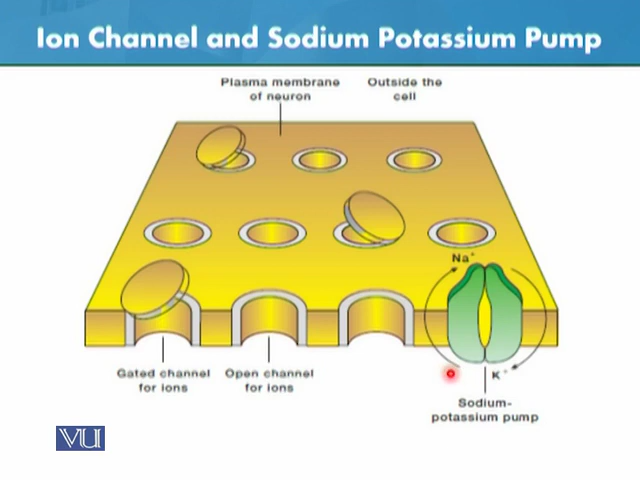 Ion Channel and Sodium Potassium Pump
Plasma membrane
of neuron
Outside the
cell
Na⁺
Gated channel
for ions
Open channel
for ions
K⁺
Sodium-
potassium pump
VU